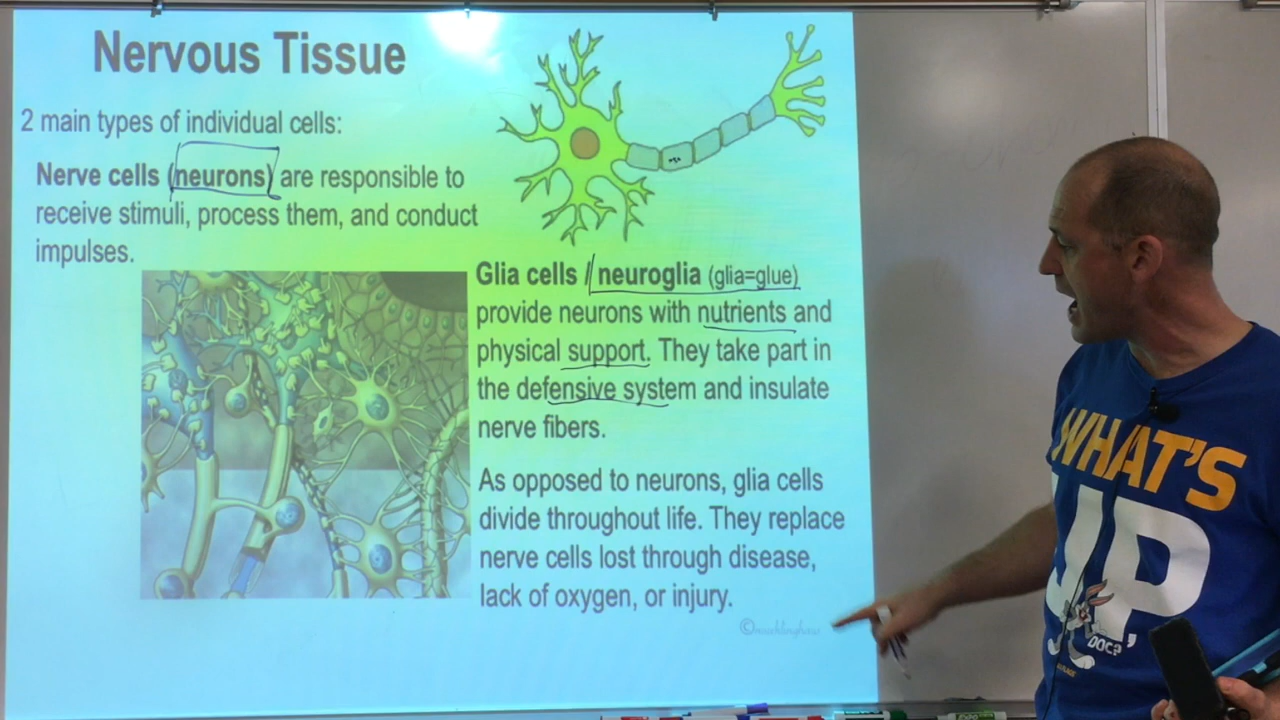 Nervous Tissue
2 main types of individual cells:
Nerve cells (neurons) are responsible to
receive stimuli, process them, and conduct
impulses.
Glia cells / neuroglia (glia=glue)
provide neurons with nutrients and
physical support. They take part in
the defensive system and insulate
nerve fibers.
As opposed to neurons, glia cells
divide throughout life. They replace
nerve cells lost through disease,
lack of oxygen, or injury.
WHAT'S
UP,
DOC?